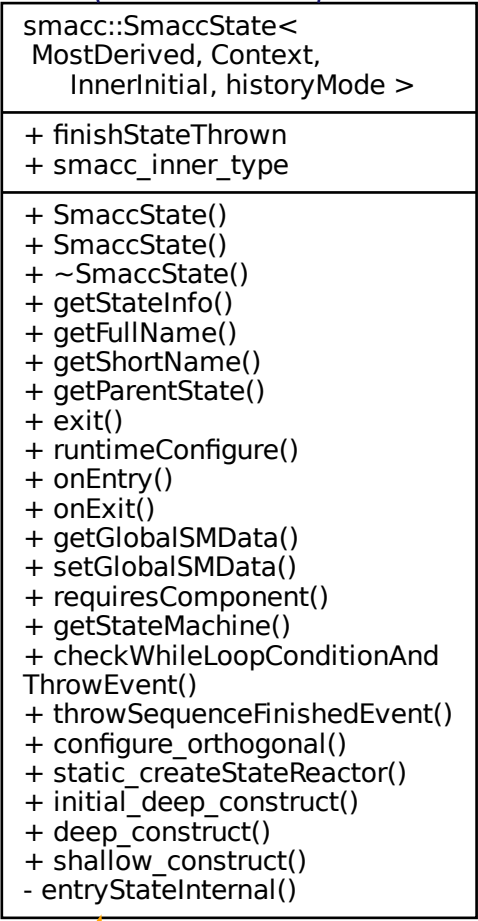 smacc::SmaccState<
MostDerived, Context,
InnerInitial, historyMode >
+ finishStateThrown
+ smacc_inner_type
+ SmaccState()
+ SmaccState()
+ ~SmaccState()
+ getStateInfo()
+ getFullName()
+ getShortName()
+ getParentState()
+ exit()
+ runtimeConfigure()
+ onEntry()
+ onExit()
+ getGlobalSMData()
+ setGlobalSMData()
+ requiresComponent()
+ getStateMachine()
+ checkWhileLoopConditionAnd
ThrowEvent()
+ throwSequenceFinishedEvent()
+ configure_orthogonal()
+ static_createStateReactor()
+ initial_deep_construct()
+ deep_construct()
+ shallow_construct()
- entryStateInternal()